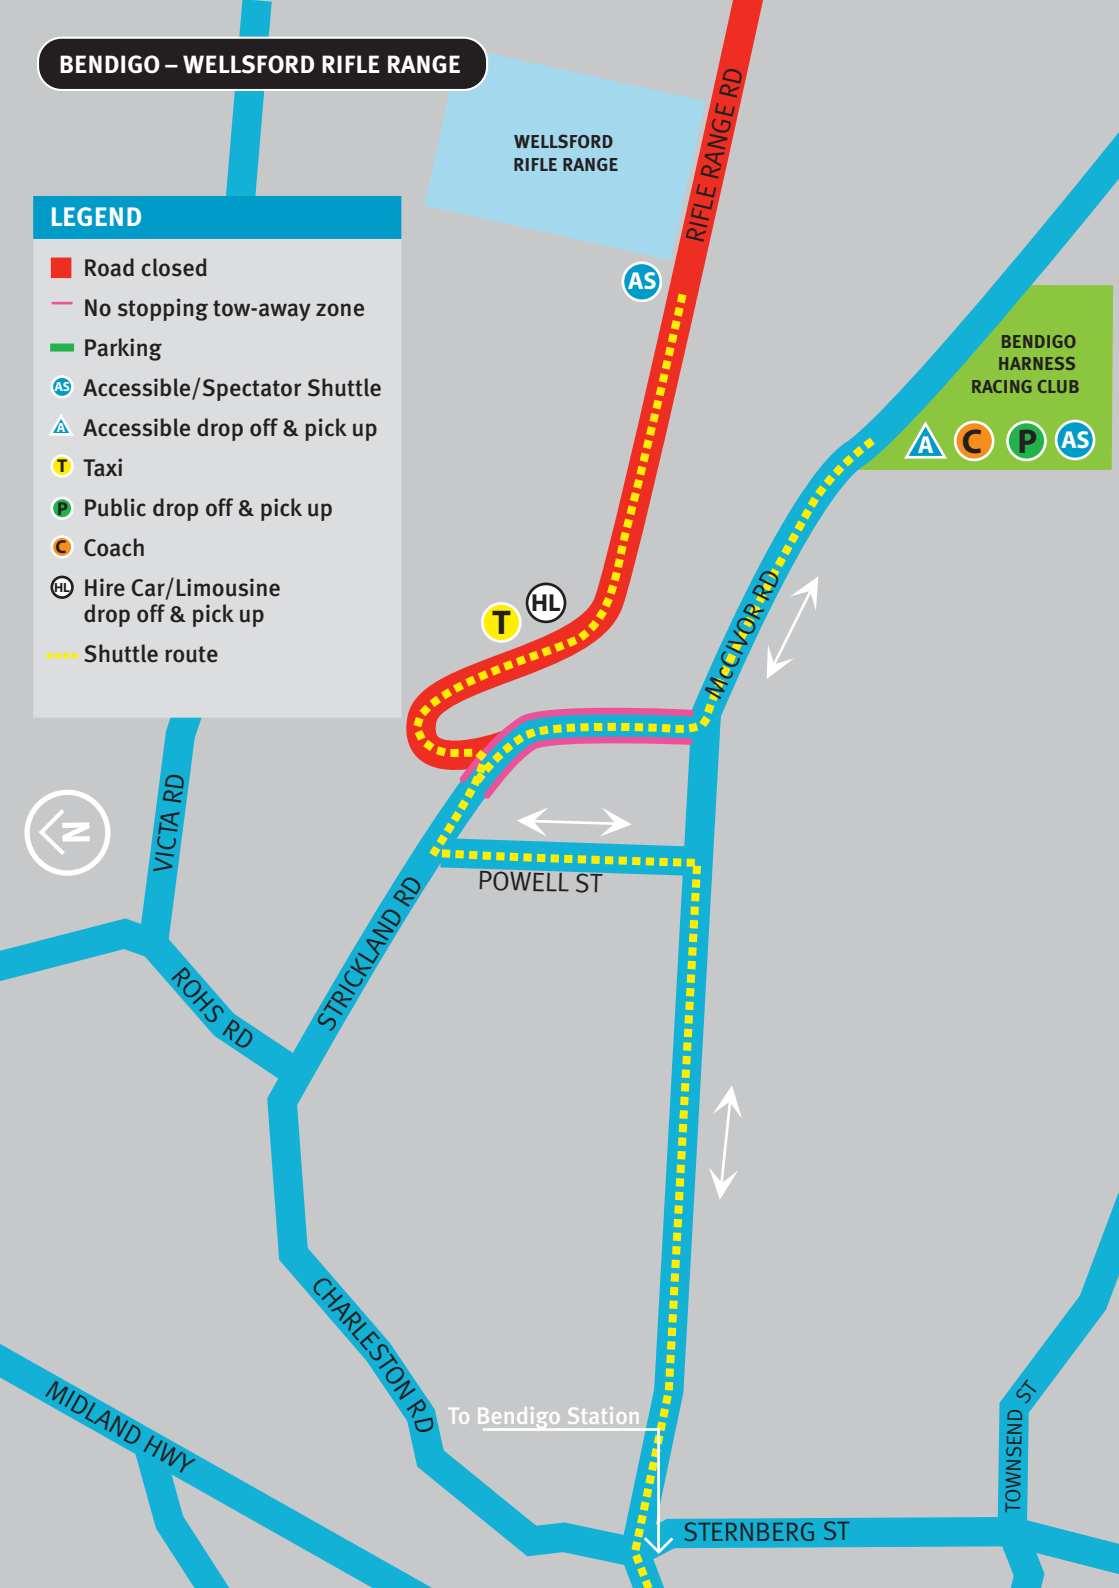 BENDIGO – WELLSFORD RIFLE RANGE
WELLSFORD
RIFLE RANGE
RIFLE RANGE RD
LEGEND
Road closed
No stopping tow-away zone
Parking
AS Accessible/Spectator Shuttle
A Accessible drop off & pick up
T Taxi
P Public drop off & pick up
C Coach
HL Hire Car/Limousine
drop off & pick up
Shuttle route
AS
BENDIGO
HARNESS
RACING CLUB
A C P AS
T HL
McCIVOR RD
VICTA RD
N
POWELL ST
STRICKLAND RD
ROHS RD
CHARLESTON RD
MIDLAND HWY
To Bendigo Station
TOWNSEND ST
STERNBERG ST